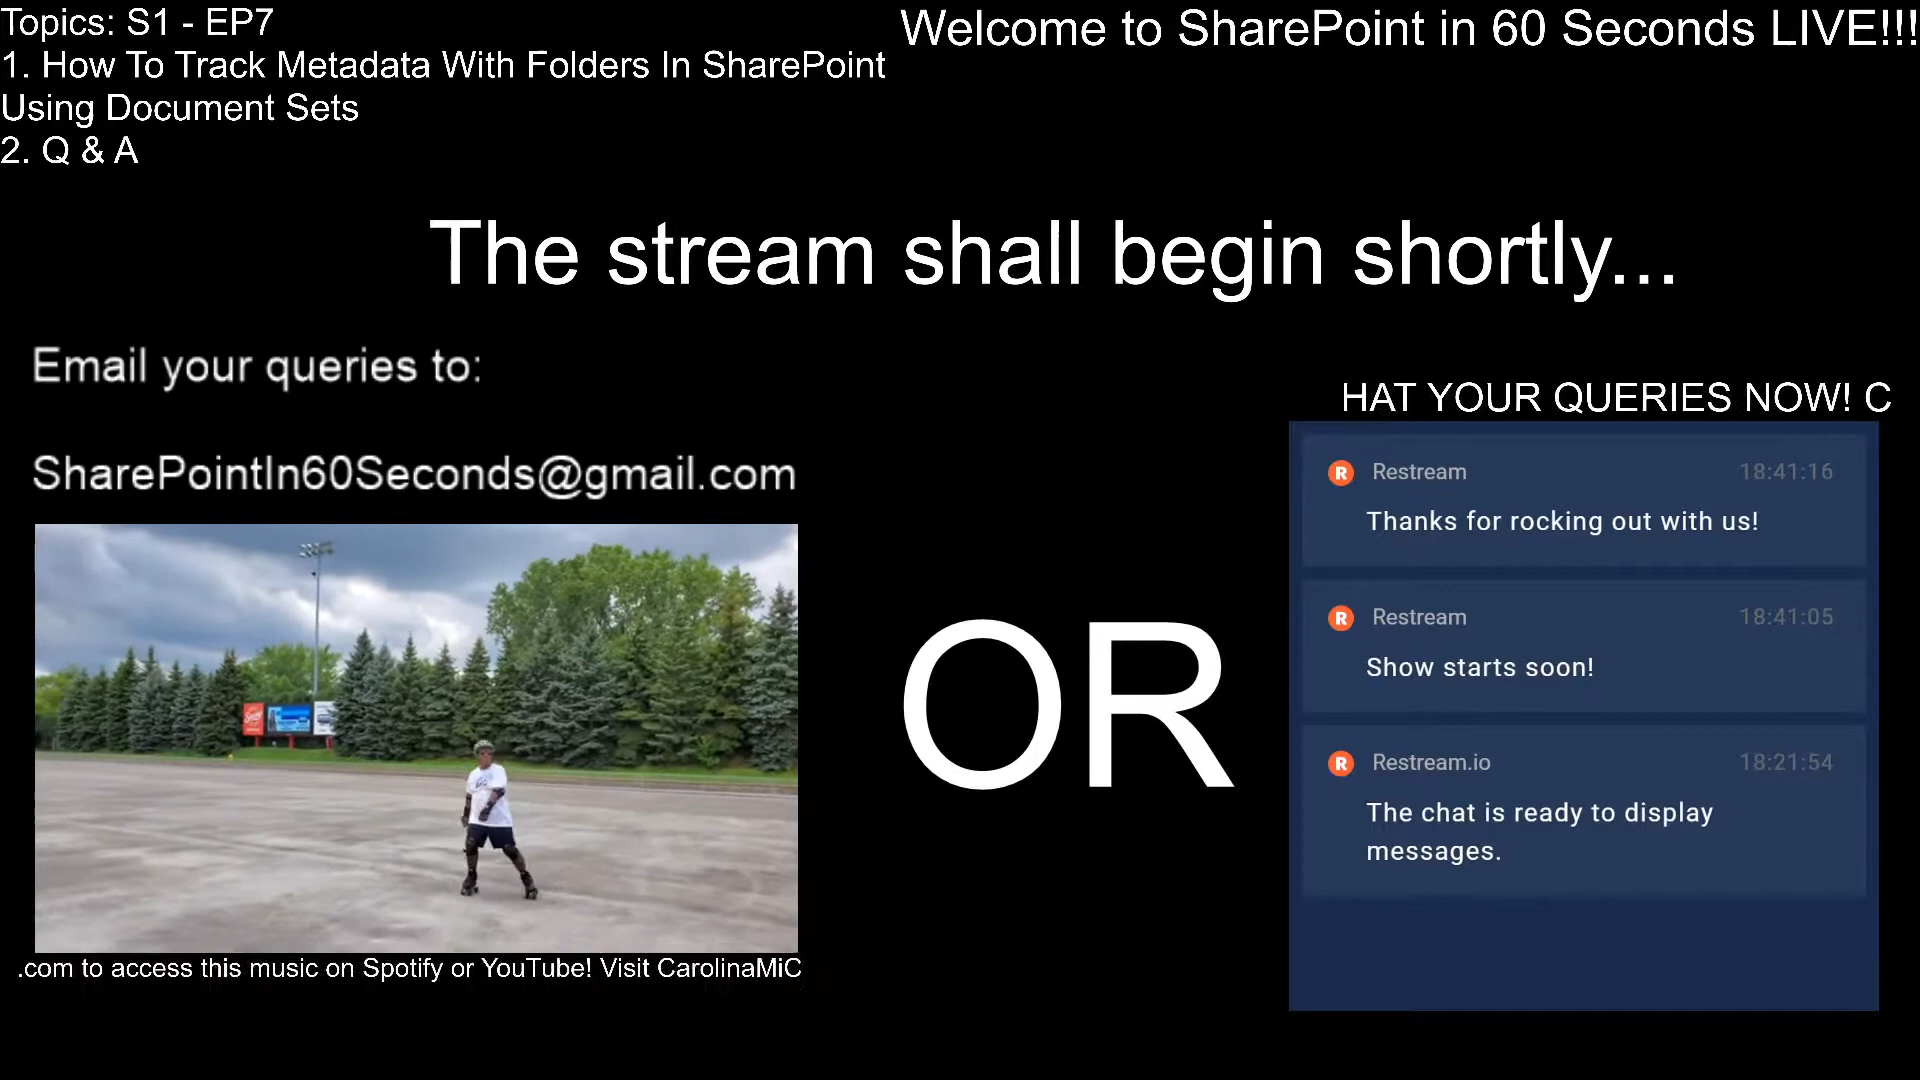 Topics: S1 - EP7
1. How To Track Metadata With Folders In SharePoint
Using Document Sets
2. Q & A
Welcome to SharePoint in 60 Seconds LIVE!!!
The stream shall begin shortly...
Email your queries to:
SharePointIn60Seconds@gmail.com
.com to access this music on Spotify or YouTube! Visit CarolinaMiC
OR
HAT YOUR QUERIES NOW! C
R Restream 18:41:16
Thanks for rocking out with us!
R Restream 18:41:05
Show starts soon!
R Restream.io 18:21:54
The chat is ready to display
messages.